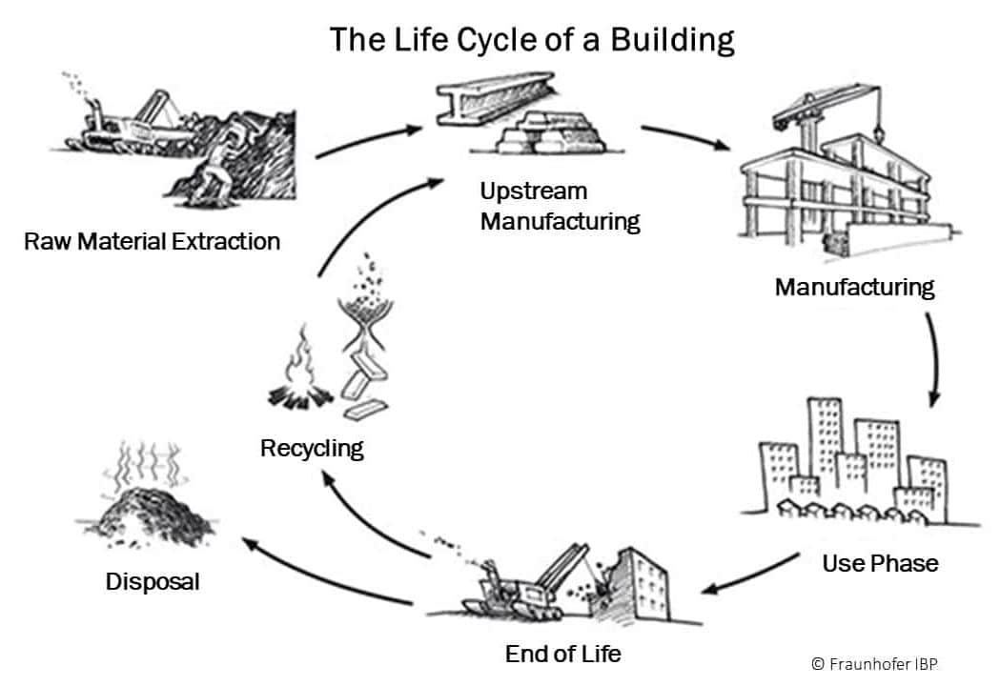 The Life Cycle of a Building
Raw Material Extraction
Upstream
Manufacturing
Manufacturing
Use Phase
End of Life
Disposal
Recycling
© Fraunhofer IBP